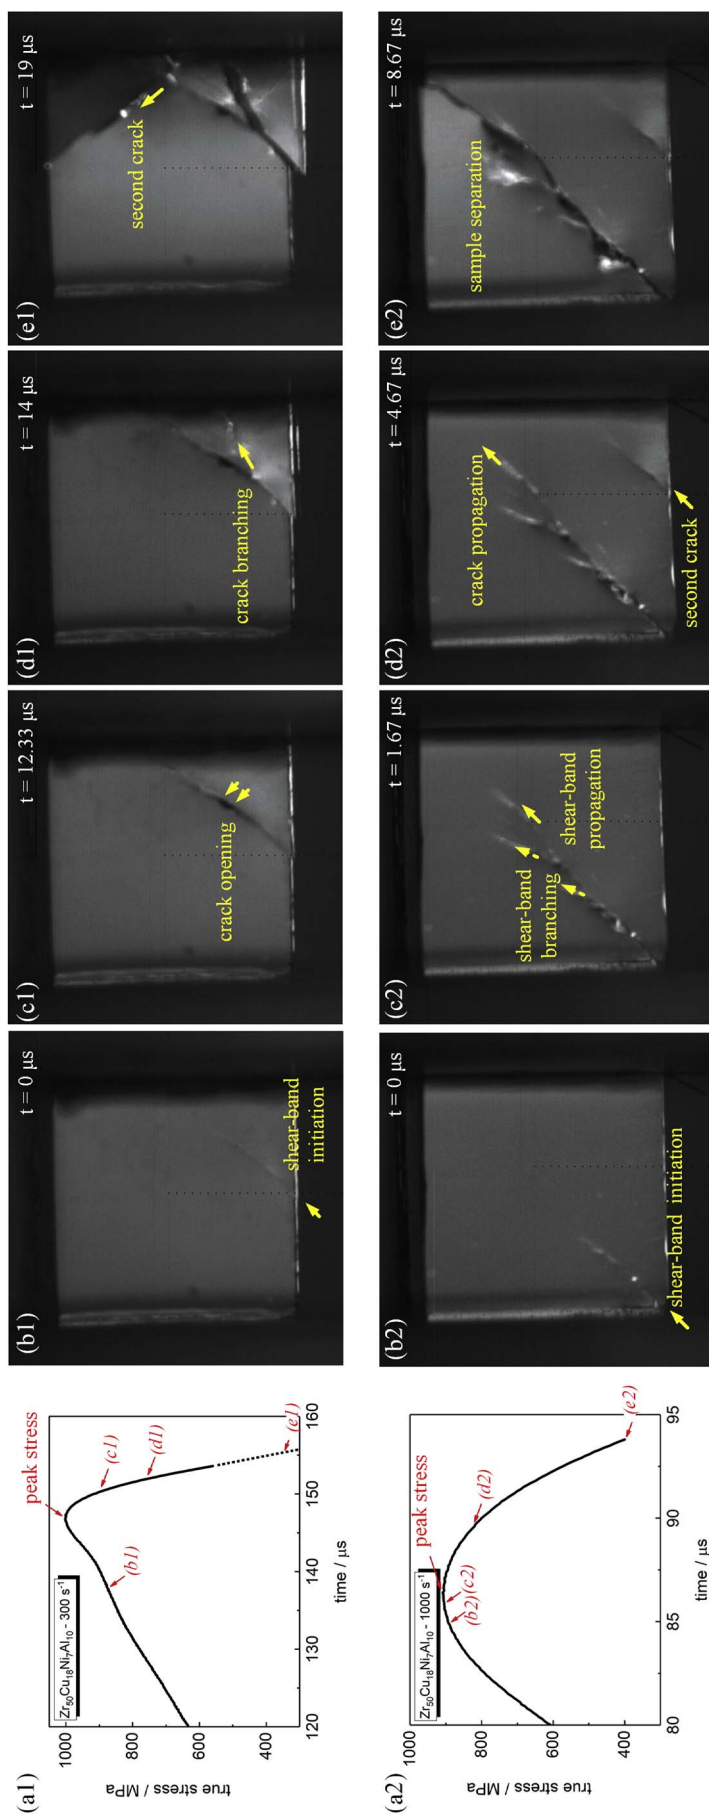 (a1)
Zr50Cu18Ni7Al10 - 300 s-1
peak stress
(b1)
(c1)
(d1)
(e1)
true stress / MPa
1000
800
600
400
120
130
140
150
160
time / μs
(b1)
t = 0 μs
shear-band
initiation
(c1)
t = 12.33 μs
crack opening
(d1)
t = 14 μs
crack branching
(e1)
t = 19 μs
second crack
(a2)
Zr50Cu18Ni7Al10 - 1000 s-1
peak stress
(b2)
(c2)
(d2)
(e2)
true stress / MPa
1000
800
600
400
80
85
90
95
time / μs
(b2)
t = 0 μs
shear-band initiation
(c2)
t = 1.67 μs
shear-band
branching
shear-band
propagation
(d2)
t = 4.67 μs
crack propagation
second crack
(e2)
t = 8.67 μs
sample separation